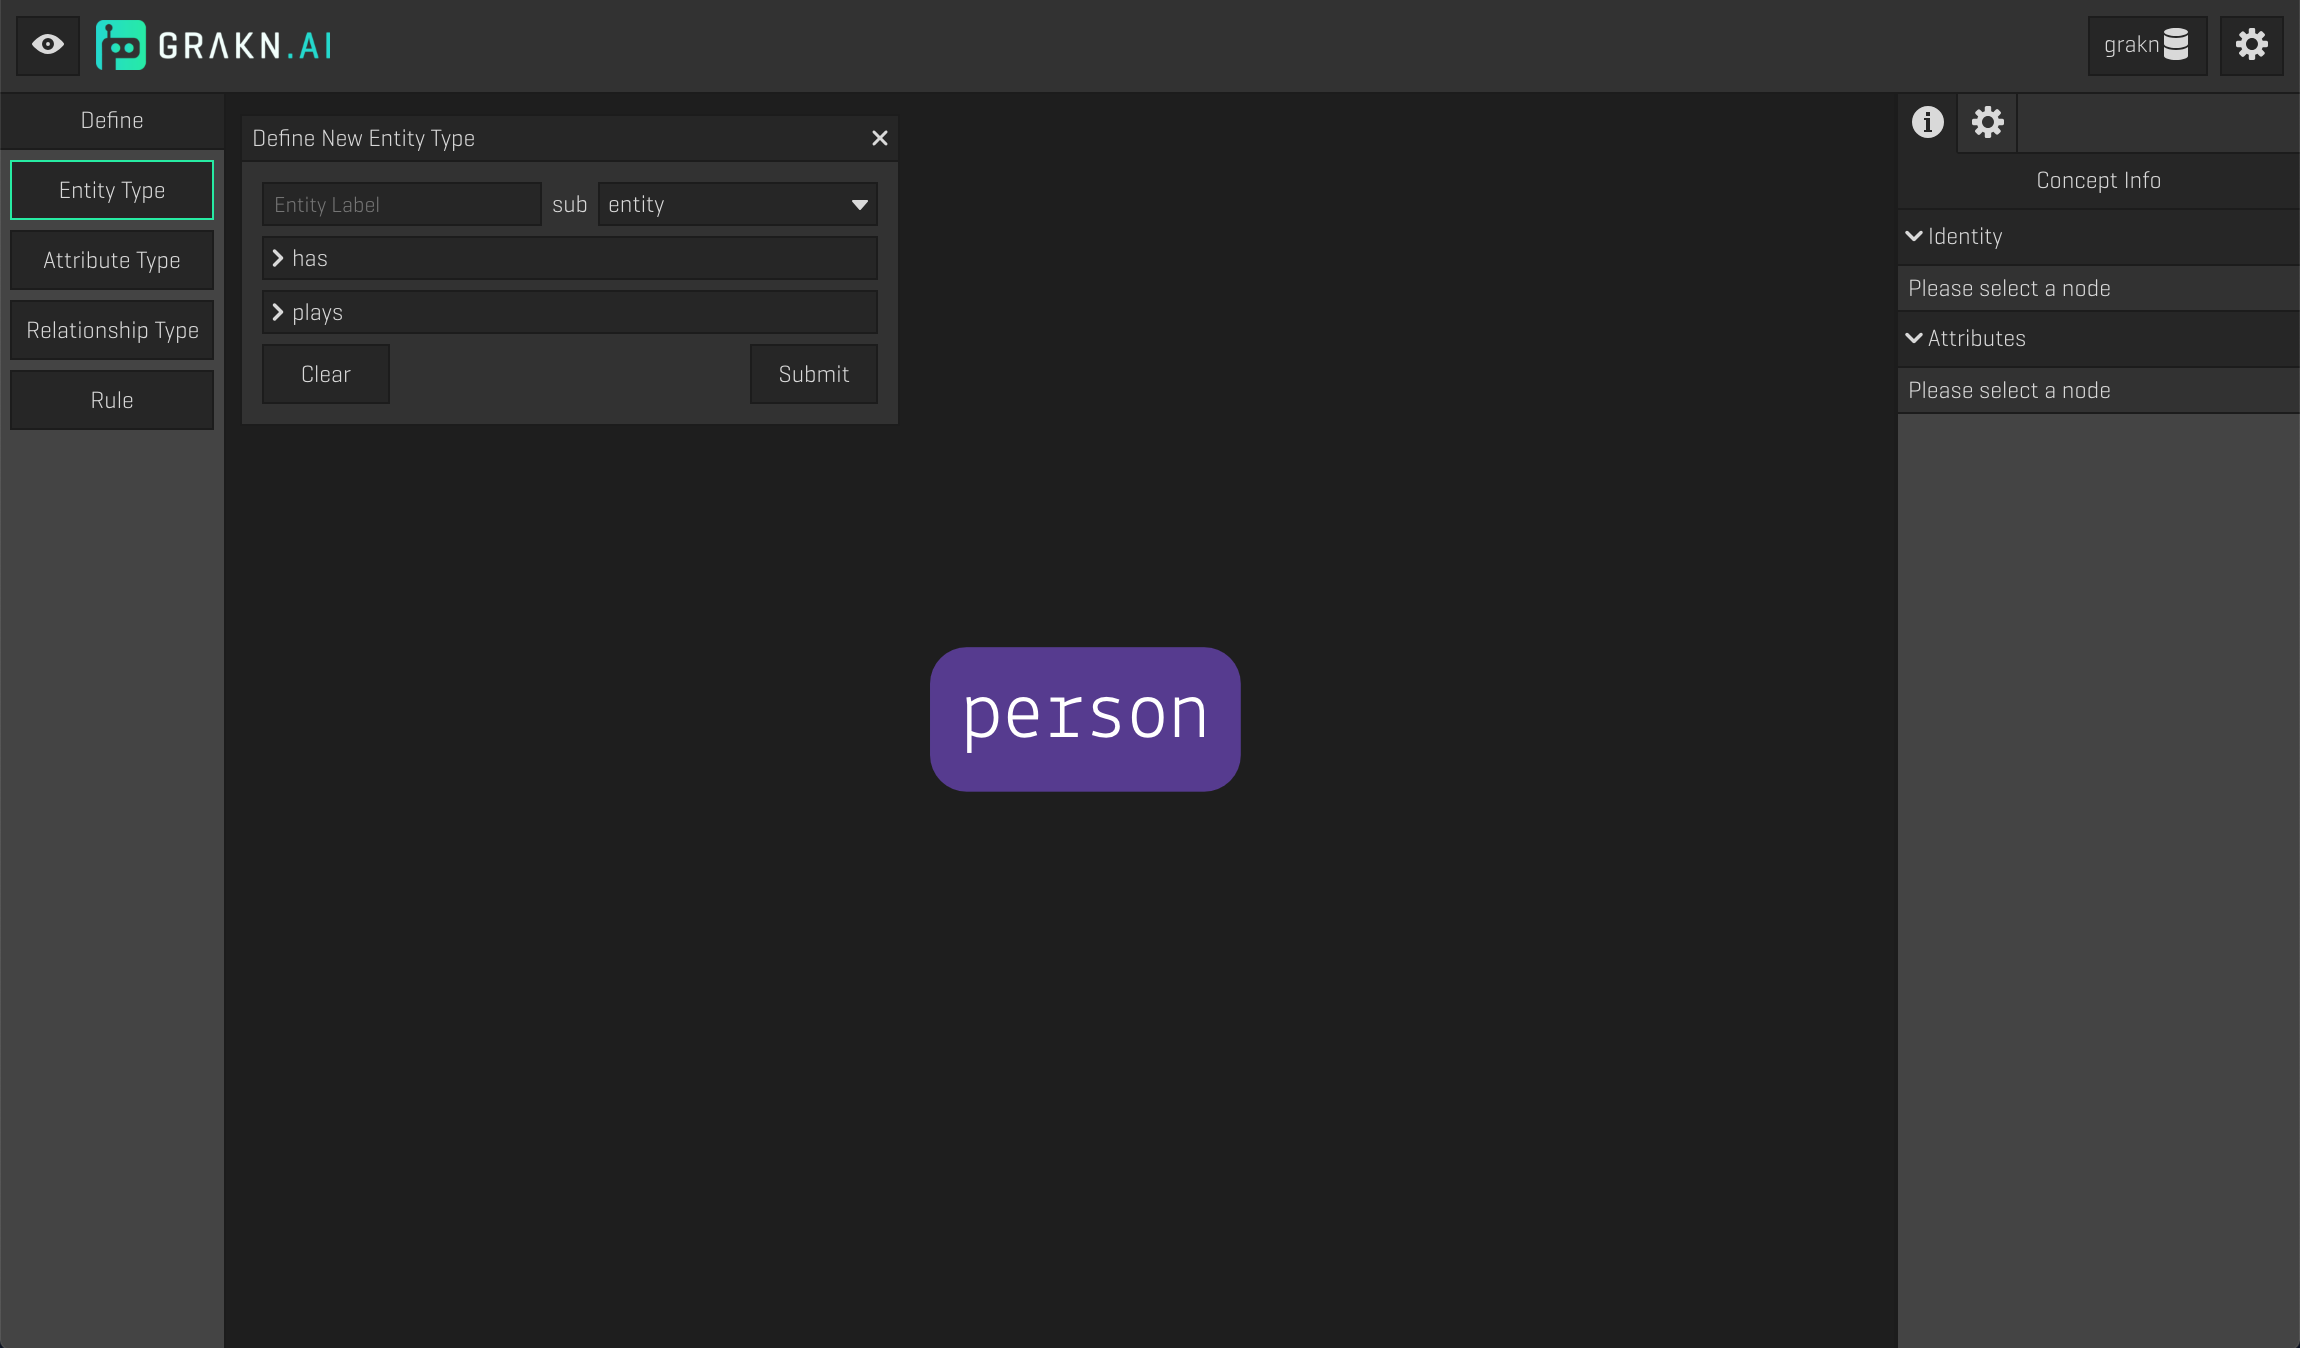 GRAKN.AI
grakn
Define
Entity Type
Attribute Type
Relationship Type
Rule
Define New Entity Type
Entity Label sub entity
has
plays
Clear Submit
person
Concept Info
Identity
Please select a node
Attributes
Please select a node